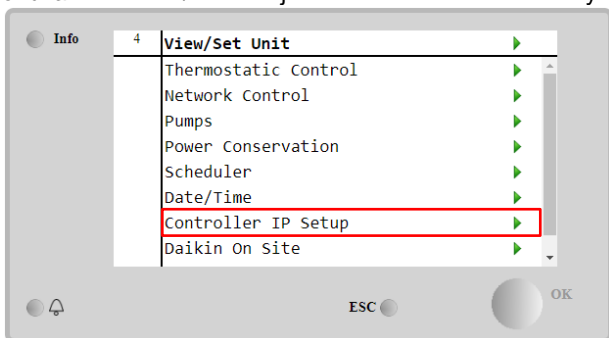 Info
4 View/Set Unit
Thermostatic Control
Network Control
Pumps
Power Conservation
Scheduler
Date/Time
Controller IP Setup
Daikin On Site
ESC
OK